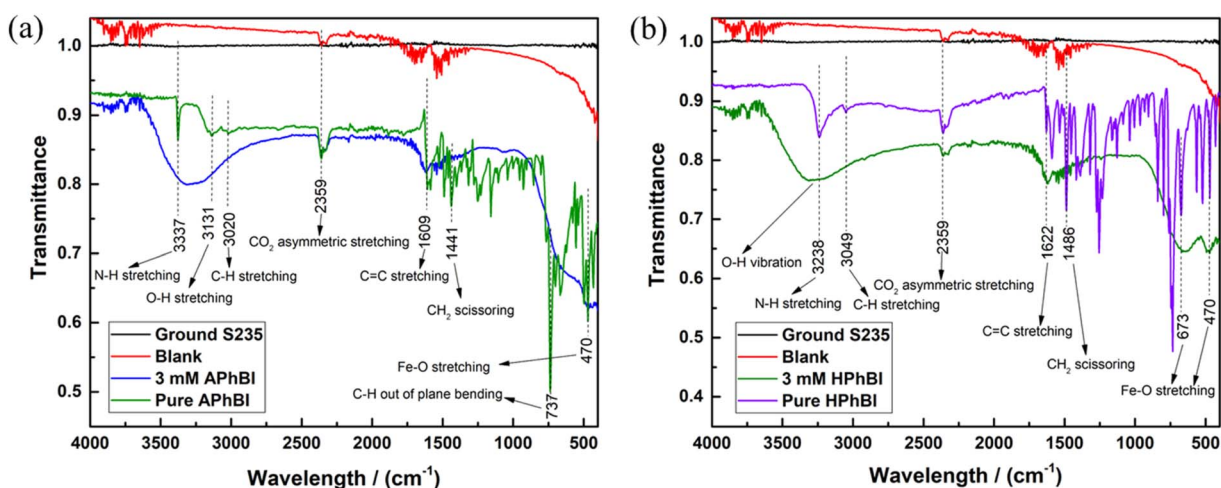 (a)
Transmittance
1.0
0.9
0.8
0.7
0.6
0.5
3337
3131
3020
2359
1609
1441
737
470
N-H stretching
O-H stretching
C-H stretching
CO2 asymmetric stretching
C=C stretching
CH2 scissoring
Fe-O stretching
C-H out of plane bending
Ground S235
Blank
3 mM APhBI
Pure APhBI
4000 3500 3000 2500 2000 1500 1000 500
Wavelength / (cm-1)
(b)
Transmittance
1.0
0.9
0.8
0.7
0.6
0.5
0.4
3238
3049
2359
1622
1486
673
470
O-H vibration
N-H stretching
C-H stretching
CO2 asymmetric stretching
C=C stretching
CH2 scissoring
Fe-O stretching
Ground S235
Blank
3 mM HPhBI
Pure HPhBI
4000 3500 3000 2500 2000 1500 1000 500
Wavelength / (cm-1)